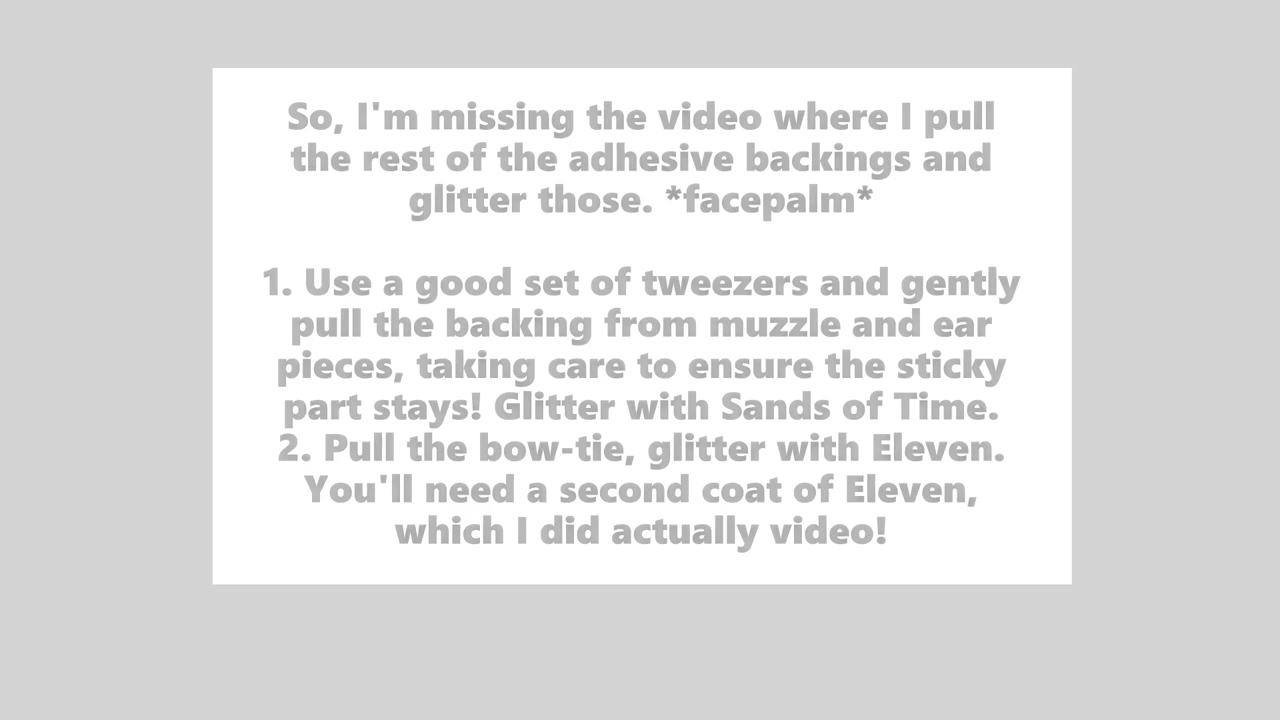 So, I'm missing the video where I pull
the rest of the adhesive backings and
glitter those. *facepalm*
1. Use a good set of tweezers and gently
pull the backing from muzzle and ear
pieces, taking care to ensure the sticky
part stays! Glitter with Sands of Time.
2. Pull the bow-tie, glitter with Eleven.
You'll need a second coat of Eleven,
which I did actually video!